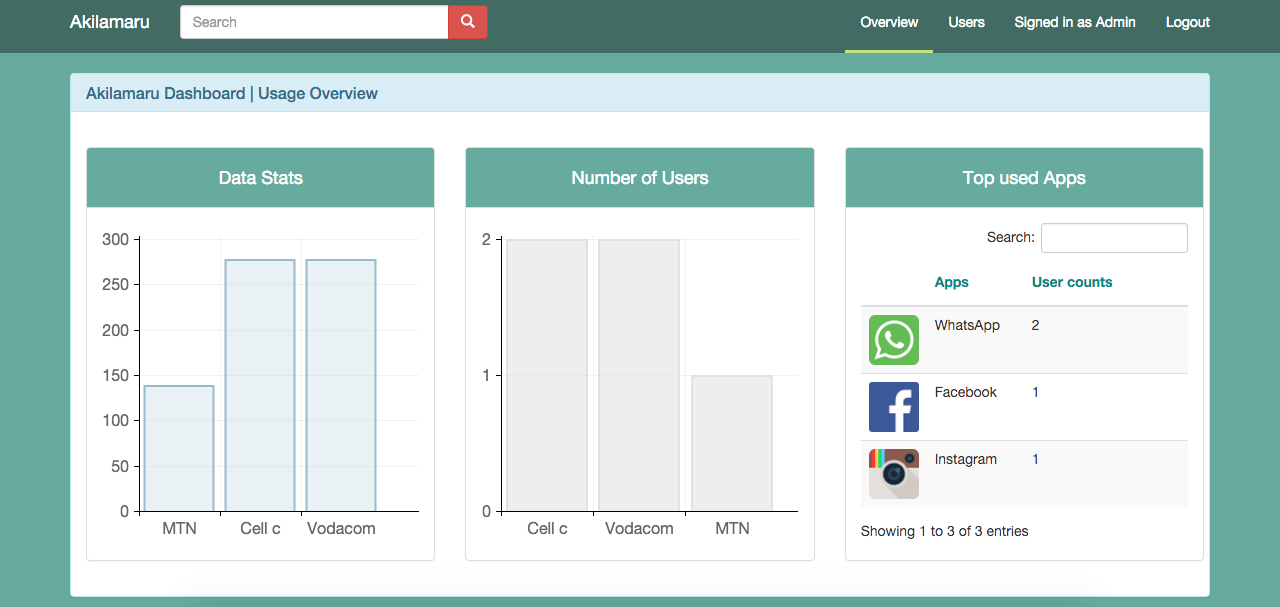 Akilamaru Search Overview Users Signed in as Admin Logout
Akilamaru Dashboard | Usage Overview
Data Stats
300
250
200
150
100
50
0
MTN Cell c Vodacom
Number of Users
2
1
0
Cell c Vodacom MTN
Top used Apps
Search:
Apps User counts
WhatsApp 2
Facebook 1
Instagram 1
Showing 1 to 3 of 3 entries